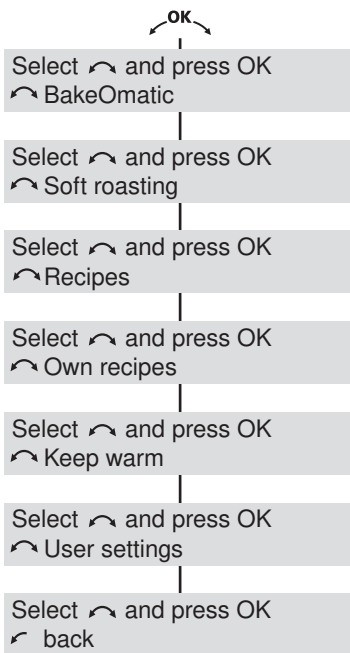 OK
Select and press OK
BakeOmatic
Select and press OK
Soft roasting
Select and press OK
Recipes
Select and press OK
Own recipes
Select and press OK
Keep warm
Select and press OK
User settings
Select and press OK
back